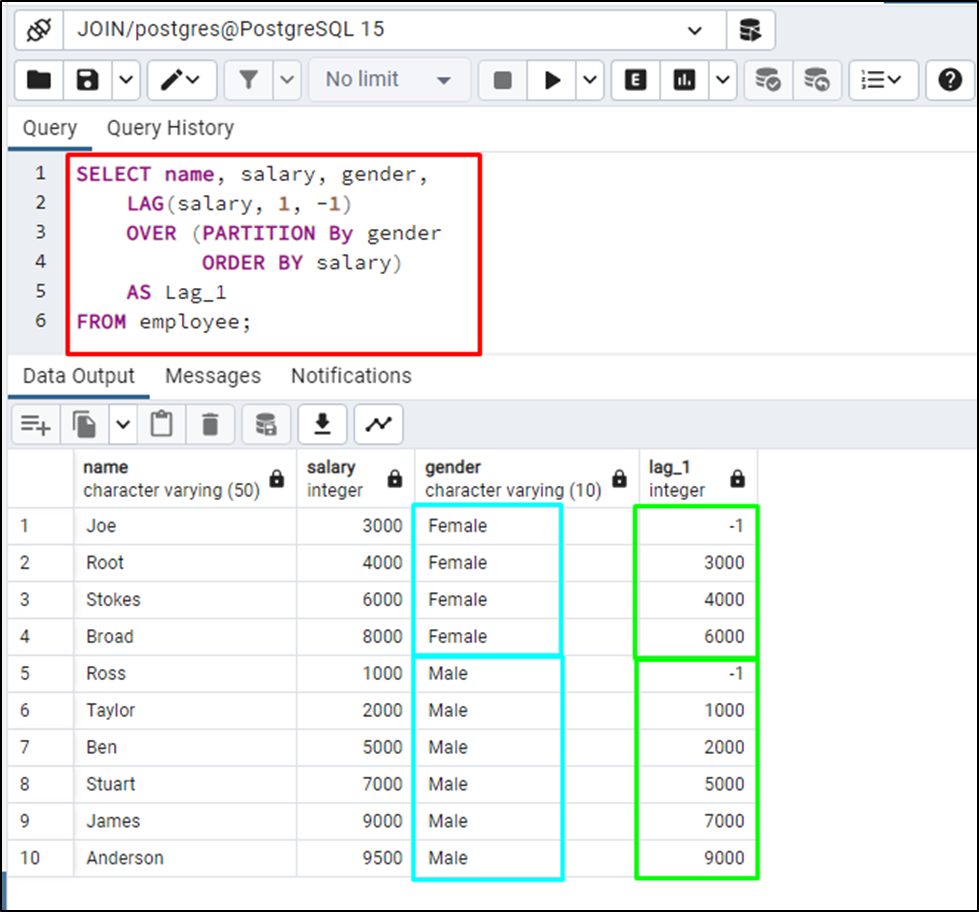 JOIN/postgres@PostgreSQL 15
No limit
E
Query Query History
1 SELECT name, salary, gender,
2 LAG(salary, 1, -1)
3 OVER (PARTITION By gender
4 ORDER BY salary)
5 AS Lag_1
6 FROM employee;
Data Output Messages Notifications
name salary gender lag_1
character varying (50) integer character varying (10) integer
1 Joe 3000 Female -1
2 Root 4000 Female 3000
3 Stokes 6000 Female 4000
4 Broad 8000 Female 6000
5 Ross 1000 Male -1
6 Taylor 2000 Male 1000
7 Ben 5000 Male 2000
8 Stuart 7000 Male 5000
9 James 9000 Male 7000
10 Anderson 9500 Male 9000